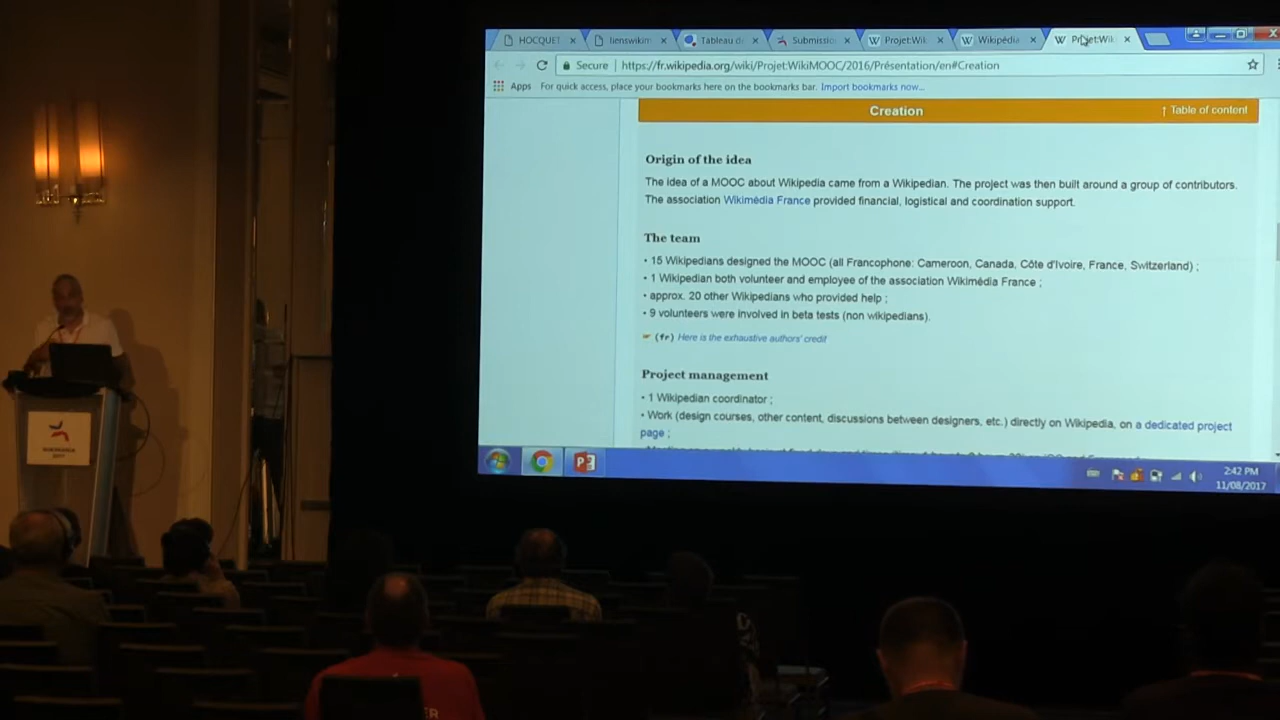 HOCQUET
lienswikim
Tableau d
Submissio
Projet:Wik
Wikipédia
Projet:Wik
Secure
https://fr.wikipedia.org/wiki/Projet:WikiMOOC/2016/Présentation/en#Creation
Apps For quick access, place your bookmarks here on the bookmarks bar. Import bookmarks now...
Creation
↑ Table of content
Origin of the idea
The idea of a MOOC about Wikipedia came from a Wikipedian. The project was then built around a group of contributors.
The association Wikimédia France provided financial, logistical and coordination support.
The team
• 15 Wikipedians designed the MOOC (all Francophone: Cameroon, Canada, Côte d'Ivoire, France, Switzerland) ;
• 1 Wikipedian both volunteer and employee of the association Wikimédia France ;
• approx. 20 other Wikipedians who provided help ;
• 9 volunteers were involved in beta tests (non wikipedians).
(fr) Here is the exhaustive authors' credit
Project management
• 1 Wikipedian coordinator ;
• Work (design courses, other content, discussions between designers, etc.) directly on Wikipedia, on a dedicated project
page ;
2:42 PM
11/08/2017
WIKIMANIA
2017
ER